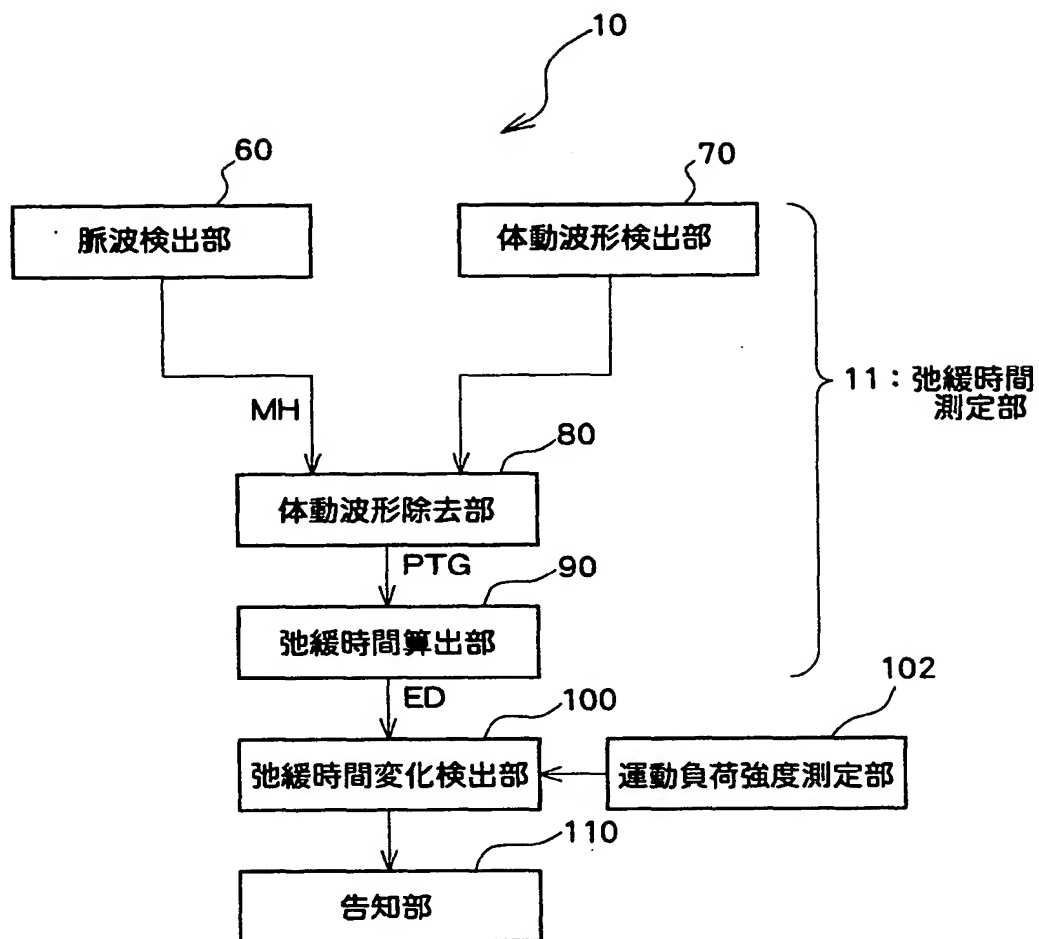 10
60
70
脈波検出部
体動波形検出部
11:弛緩時間
測定部
MH
80
体動波形除去部
PTG
90
弛緩時間算出部
ED
100
102
弛緩時間変化検出部
運動負荷強度測定部
110
告知部